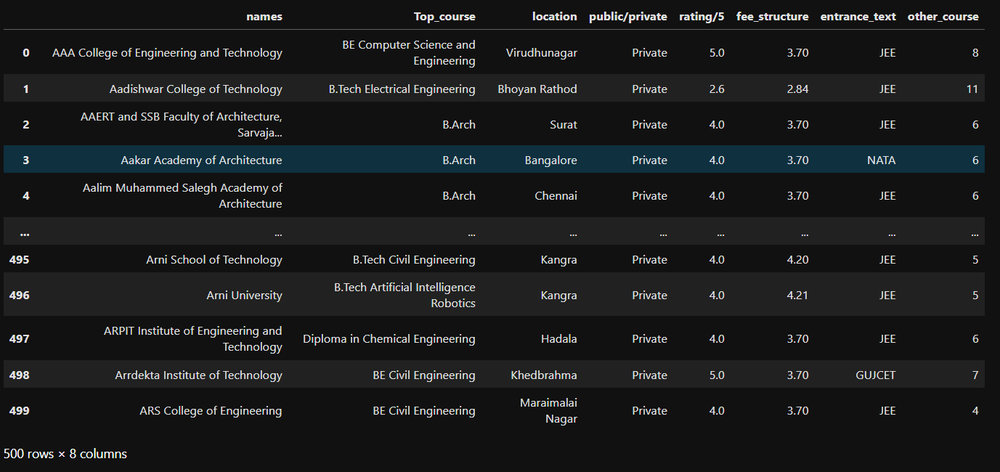 names Top_course location public/private rating/5 fee_structure entrance_text other_course
0 AAA College of Engineering and Technology BE Computer Science and Engineering Virudhunagar Private 5.0 3.70 JEE 8
1 Aadishwar College of Technology B.Tech Electrical Engineering Bhoyan Rathod Private 2.6 2.84 JEE 11
2 AAERT and SSB Faculty of Architecture, Sarvaja... B.Arch Surat Private 4.0 3.70 JEE 6
3 Aakar Academy of Architecture B.Arch Bangalore Private 4.0 3.70 NATA 6
4 Aalim Muhammed Salegh Academy of Architecture B.Arch Chennai Private 4.0 3.70 JEE 6
... ... ... ... ... ... ... ... ...
495 Arni School of Technology B.Tech Civil Engineering Kangra Private 4.0 4.20 JEE 5
496 Arni University B.Tech Artificial Intelligence Robotics Kangra Private 4.0 4.21 JEE 5
497 ARPIT Institute of Engineering and Technology Diploma in Chemical Engineering Hadala Private 4.0 3.70 JEE 6
498 Arrdekta Institute of Technology BE Civil Engineering Khedbrahma Private 5.0 3.70 GUJCET 7
499 ARS College of Engineering BE Civil Engineering Maraimalai Nagar Private 4.0 3.70 JEE 4
500 rows × 8 columns